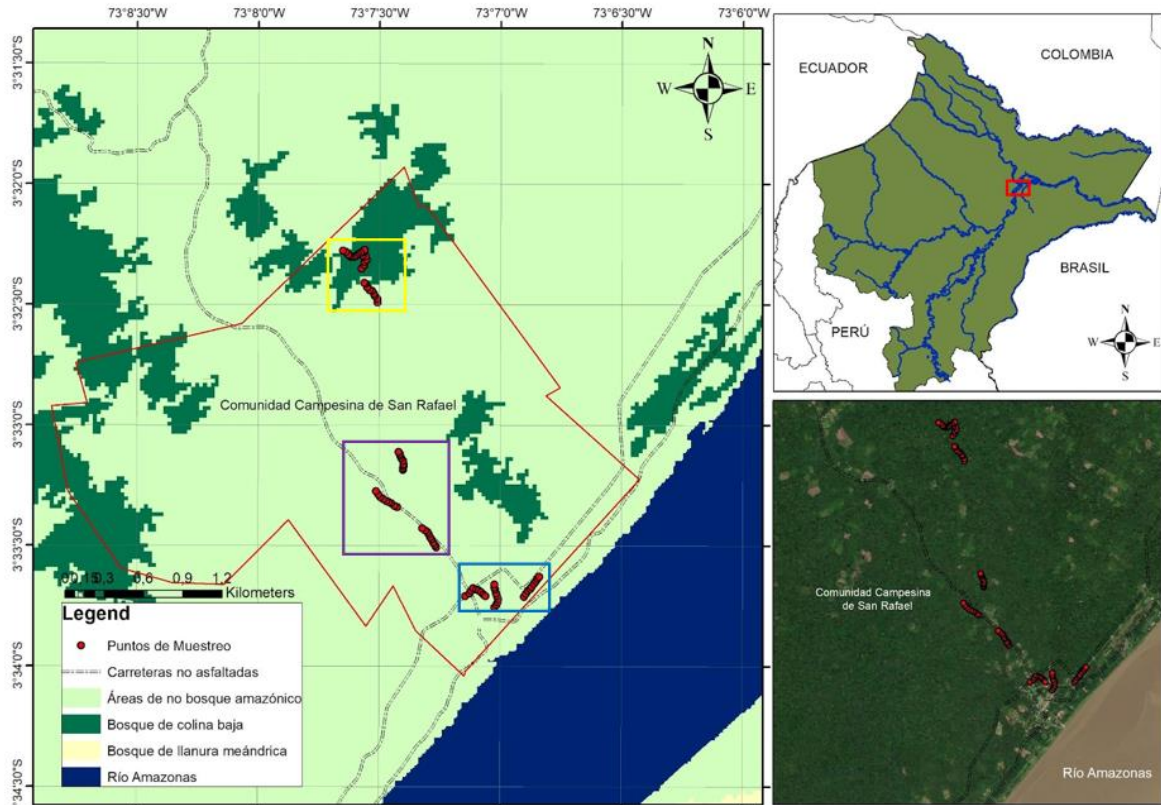 73°8'30"O 73°8'0"O 73°7'30"O 73°7'0"O 73°6'30"O 73°6'0"O
3°31'30"S
3°32'0"S
3°32'30"S
3°33'0"S
3°33'30"S
3°34'0"S
3°34'30"S
N
W E
S
Comunidad Campesina de San Rafael
00,15 0,3 0,6 0,9 1,2
Kilometers
Legend
Puntos de Muestreo
Carreteras no asfaltadas
Áreas de no bosque amazónico
Bosque de colina baja
Bosque de llanura meándrica
Río Amazonas
COLOMBIA
ECUADOR
BRASIL
PERÚ
N
W E
S
Comunidad Campesina
de San Rafael
Río Amazonas